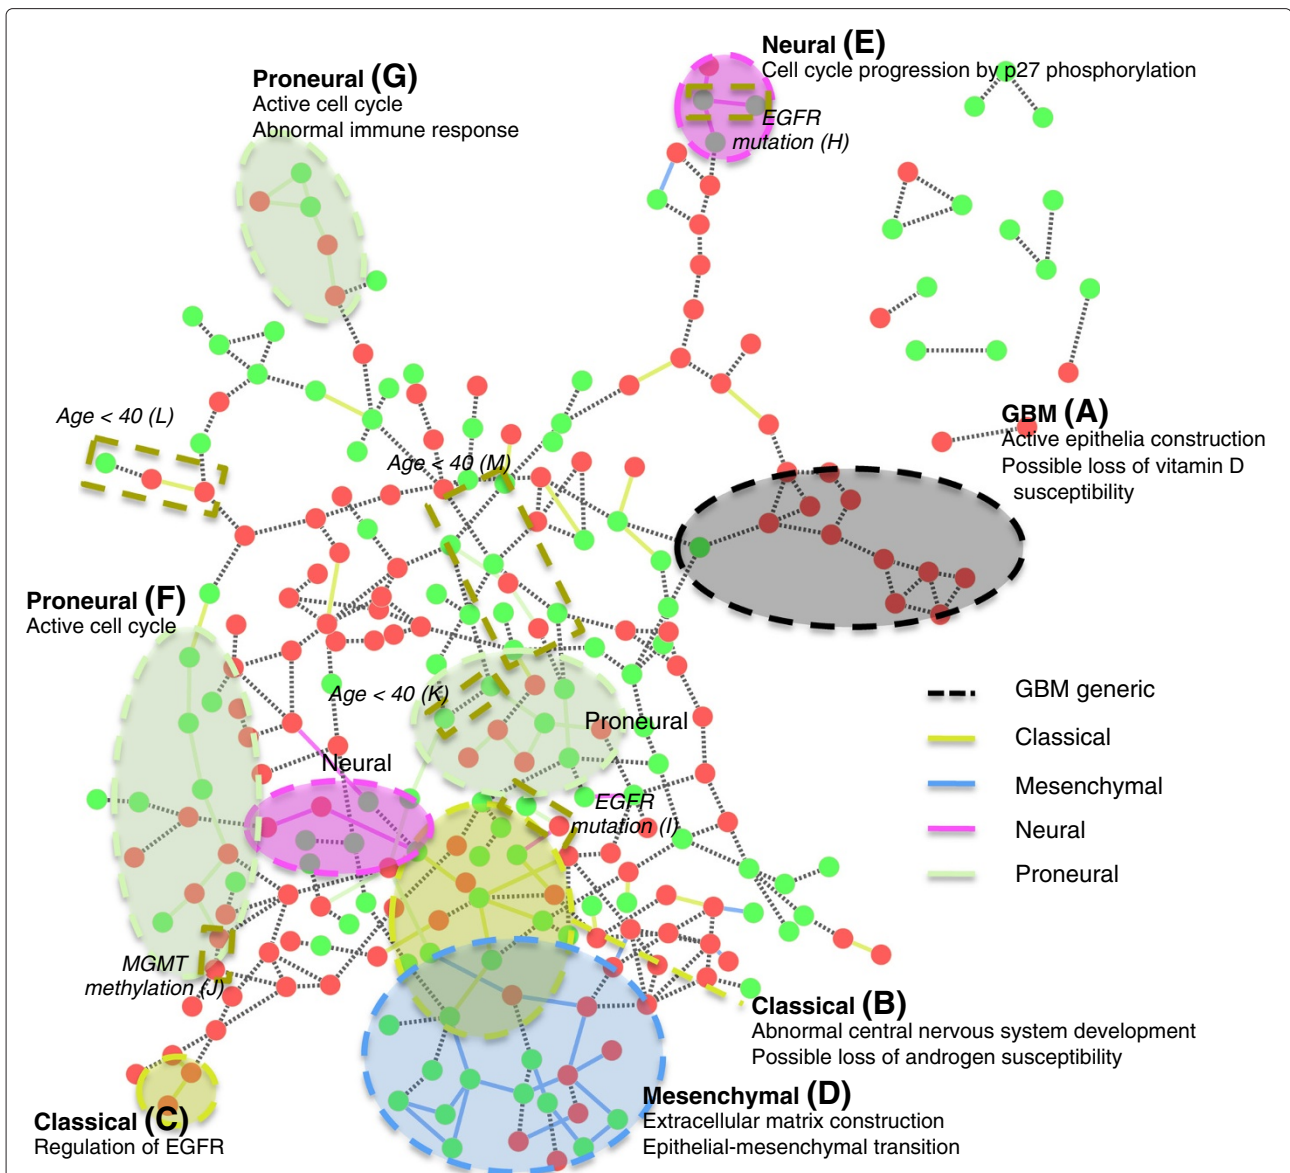 Neural (E)
Cell cycle progression by p27 phosphorylation
Proneural (G)
Active cell cycle
Abnormal immune response
EGFR
mutation (H)
Age < 40 (L)
Age < 40 (M)
GBM (A)
Active epithelia construction
Possible loss of vitamin D
susceptibility
Proneural (F)
Active cell cycle
Age < 40 (K)
Proneural
Neural
GBM generic
Classical
Mesenchymal
Neural
Proneural
EGFR
mutation (I)
MGMT
methylation (J)
Classical (B)
Abnormal central nervous system development
Possible loss of androgen susceptibility
Mesenchymal (D)
Extracellular matrix construction
Epithelial-mesenchymal transition
Classical (C)
Regulation of EGFR